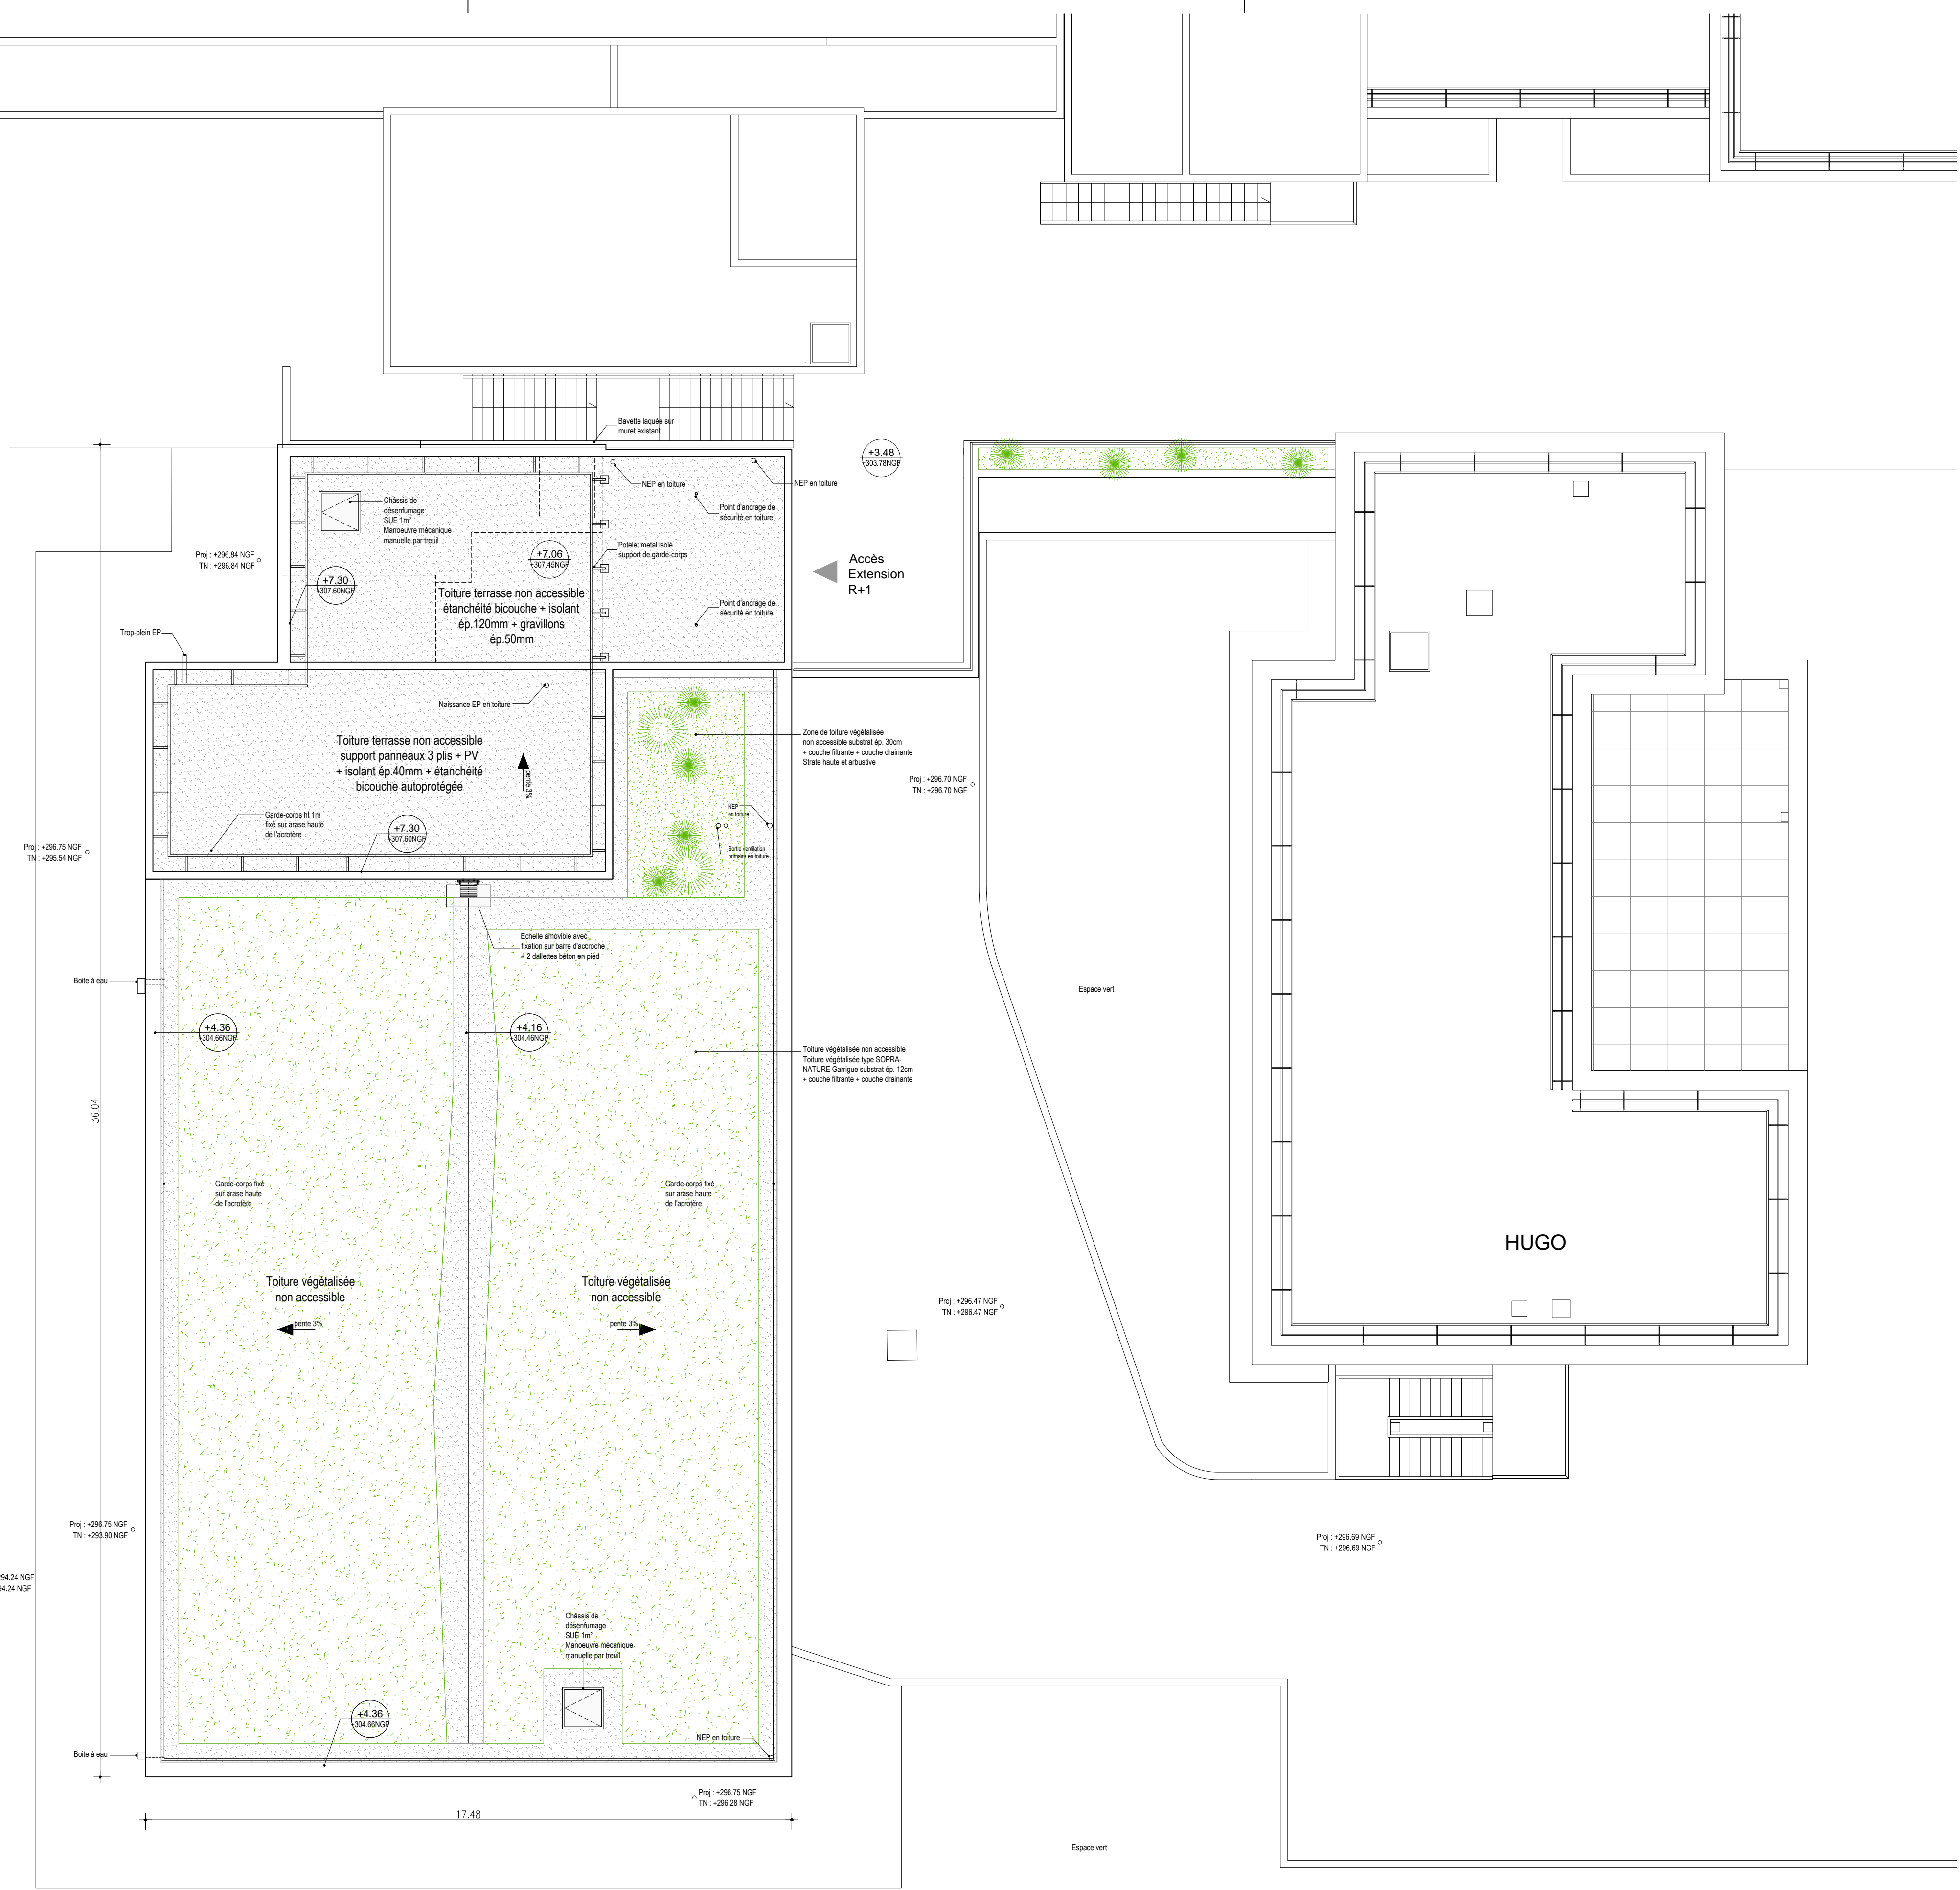 Bavette laquée sur
muret existant
+3.48
+303.78NGF
NEP en toiture
NEP en toiture
Châssis de
désenfumage
SUE 1m²
Manoeuvre mécanique
manuelle par treuil
Point d'ancrage de
sécurité en toiture
Potelet metal isolé
support de garde-corps
Proj : +296.84 NGF
TN : +296.84 NGF
+7.06
+307.45NGF
Accès
Extension
R+1
+7.30
+307.60NGF
Toiture terrasse non accessible
étanchéité bicouche + isolant
ép.120mm + gravillons
ép.50mm
Point d'ancrage de
sécurité en toiture
Trop-plein EP
Naissance EP en toiture
Toiture terrasse non accessible
support panneaux 3 plis + PV
+ isolant ép.40mm + étanchéité
bicouche autoprotégée
pente 3%
Zone de toiture végétalisée
non accessible substrat ép. 30cm
+ couche filtrante + couche drainante
Strate haute et arbustive
Proj : +296.70 NGF
TN : +296.70 NGF
NEP
en toiture
Garde-corps ht 1m
fixé sur arase haute
de l'acrotère
+7.30
+307.60NGF
Sortie ventilation
primaire en toiture
Proj : +296.75 NGF
TN : +295.54 NGF
Echelle amovible avec
fixation sur barre d'accroche
+ 2 dallettes béton en pied
Boite à eau
Espace vert
+4.36
+304.66NGF
+4.16
+304.46NGF
Toiture végétalisée non accessible
Toiture végétalisée type SOPRA-
NATURE Garrigue substrat ép. 12cm
+ couche filtrante + couche drainante
36.04
Garde-corps fixé
sur arase haute
de l'acrotère
Garde-corps fixé
sur arase haute
de l'acrotère
HUGO
Toiture végétalisée
non accessible
pente 3%
Toiture végétalisée
non accessible
pente 3%
Proj : +296.47 NGF
TN : +296.47 NGF
Proj : +296.75 NGF
TN : +293.90 NGF
Proj : +296.69 NGF
TN : +296.69 NGF
94.24 NGF
94.24 NGF
Châssis de
désenfumage
SUE 1m²
Manoeuvre mécanique
manuelle par treuil
+4.36
+304.66NGF
NEP en toiture
Boite à eau
Proj : +296.75 NGF
TN : +296.28 NGF
17.48
Espace vert